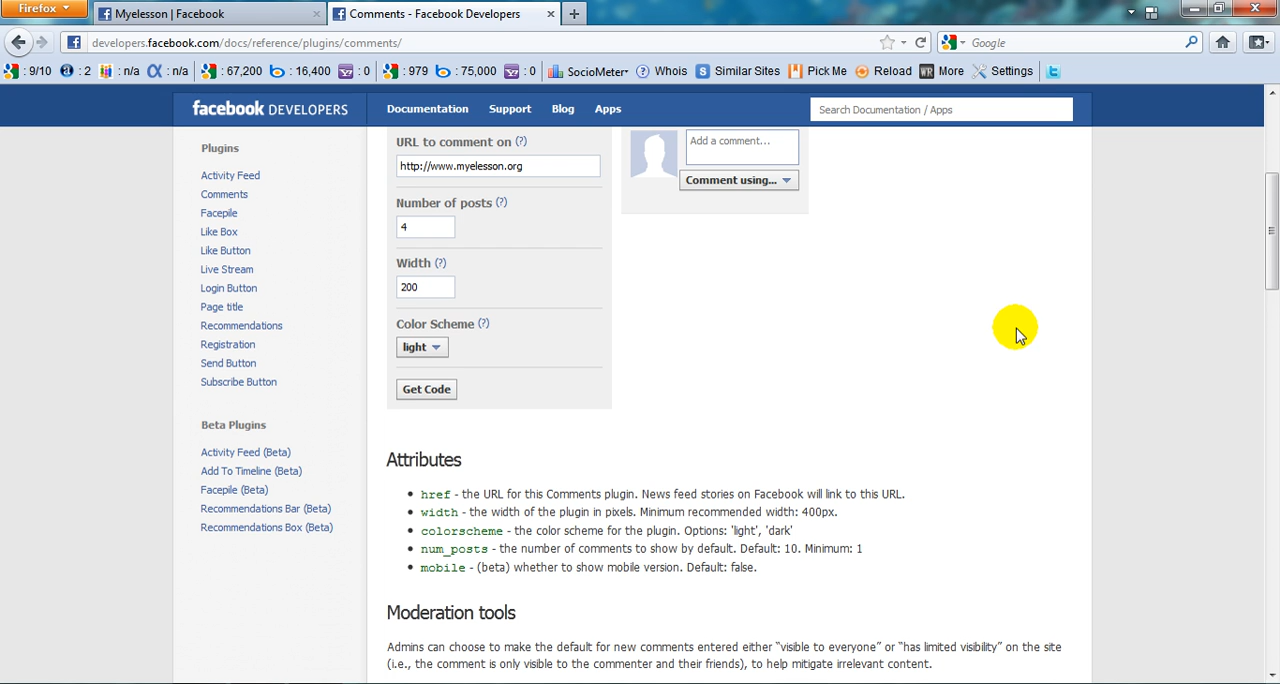 Firefox
Myelesson | Facebook
Comments - Facebook Developers
developers.facebook.com/docs/reference/plugins/comments/
Google
: 9/10 : 2 : n/a : n/a : 67,200 : 16,400 : 0 : 979 : 75,000 : 0 SocioMeter Whois Similar Sites Pick Me Reload More Settings
facebook DEVELOPERS
Documentation Support Blog Apps
Search Documentation / Apps
Plugins
Activity Feed
Comments
Facepile
Like Box
Like Button
Live Stream
Login Button
Page title
Recommendations
Registration
Send Button
Subscribe Button
Beta Plugins
Activity Feed (Beta)
Add To Timeline (Beta)
Facepile (Beta)
Recommendations Bar (Beta)
Recommendations Box (Beta)
URL to comment on (?)
http://www.myelesson.org
Number of posts (?)
4
Width (?)
200
Color Scheme (?)
light
Get Code
Add a comment...
Comment using...
Attributes
href - the URL for this Comments plugin. News feed stories on Facebook will link to this URL.
width - the width of the plugin in pixels. Minimum recommended width: 400px.
colorscheme - the color scheme for the plugin. Options: 'light', 'dark'
num_posts - the number of comments to show by default. Default: 10. Minimum: 1
mobile - (beta) whether to show mobile version. Default: false.
Moderation tools
Admins can choose to make the default for new comments entered either “visible to everyone” or “has limited visibility” on the site
(i.e., the comment is only visible to the commenter and their friends), to help mitigate irrelevant content.